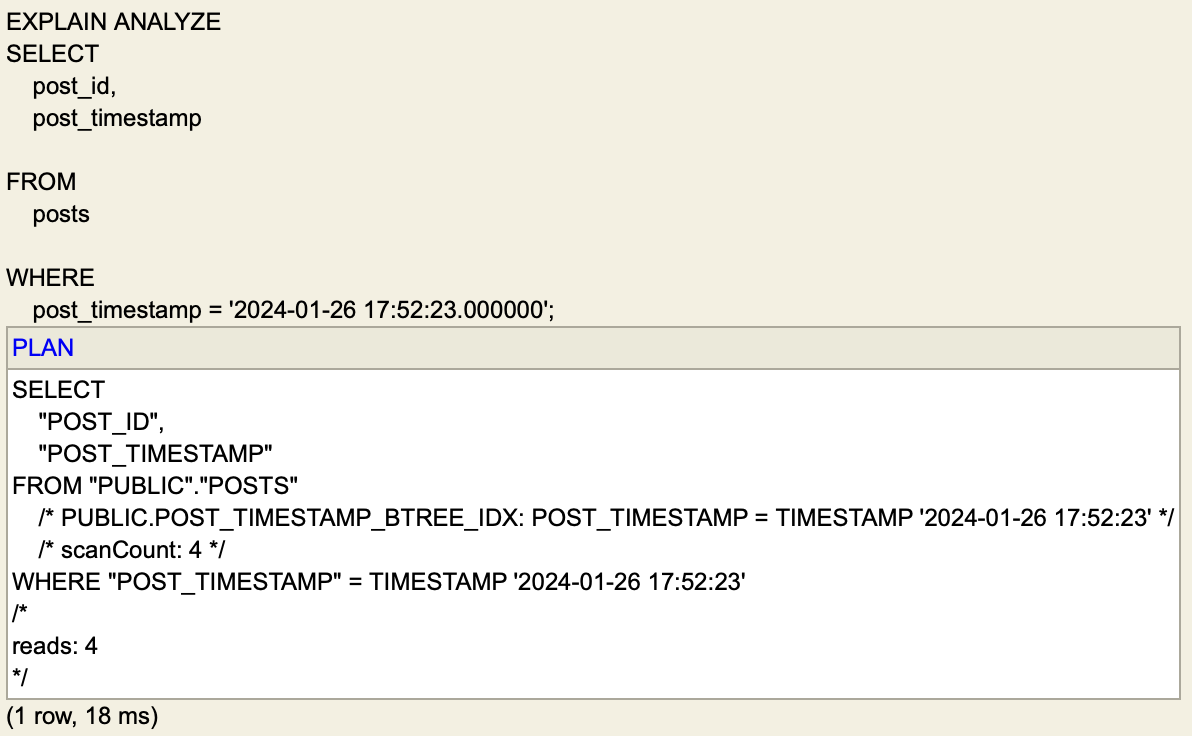 EXPLAIN ANALYZE
SELECT
post_id,
post_timestamp
FROM
posts
WHERE
post_timestamp = '2024-01-26 17:52:23.000000';
PLAN
SELECT
"POST_ID",
"POST_TIMESTAMP"
FROM "PUBLIC"."POSTS"
/* PUBLIC.POST_TIMESTAMP_BTREE_IDX: POST_TIMESTAMP = TIMESTAMP '2024-01-26 17:52:23' */
/* scanCount: 4 */
WHERE "POST_TIMESTAMP" = TIMESTAMP '2024-01-26 17:52:23'
/*
reads: 4
*/
(1 row, 18 ms)